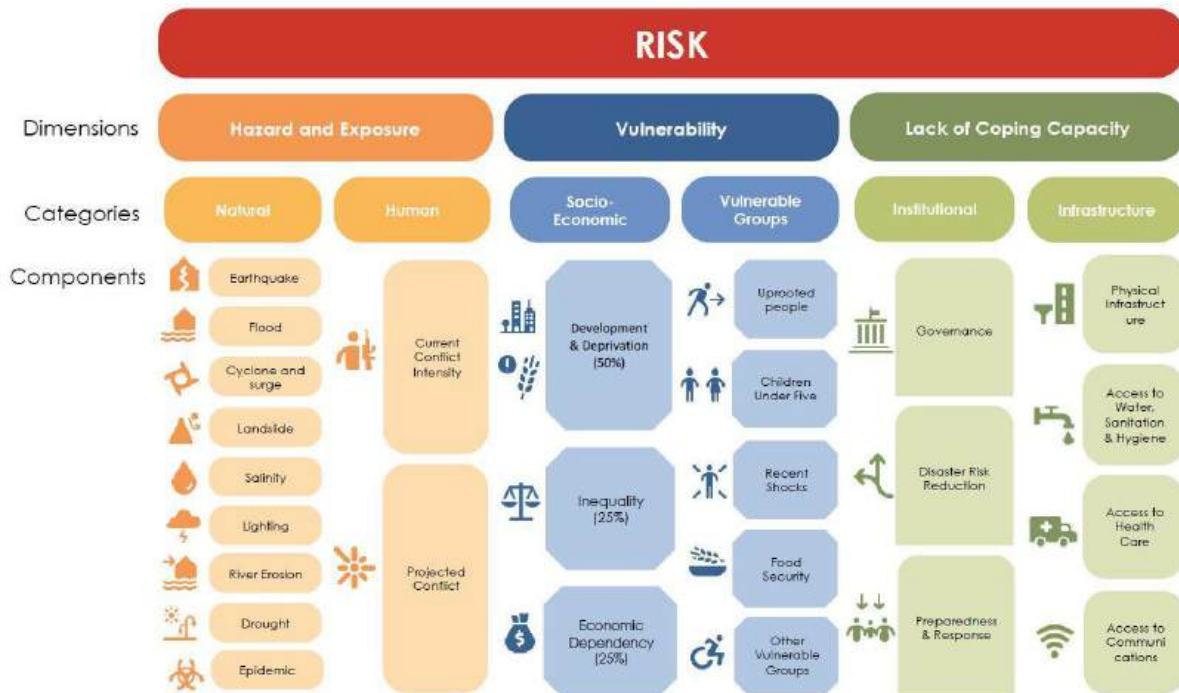 RISK
Dimensions
Hazard and Exposure
Vulnerability
Lack of Coping Capacity
Categories
Natural
Human
Socio-
Economic
Vulnerable
Groups
Institutional
Infrastructure
Components
Earthquake
Flood
Cyclone and
surge
Landslide
Salinity
Lighting
River Erosion
Drought
Epidemic
Current
Conflict
Intensity
Projected
Conflict
Development
& Deprivation
(50%)
Inequality
(25%)
Economic
Dependency
(25%)
Uprooted
people
Children
Under Five
Recent
Shocks
Food
Security
Other
Vulnerable
Groups
Governance
Disaster Risk
Reduction
Preparedness
& Response
Physical
Infrastruct
ure
Access to
Water,
Sanitation
& Hygiene
Access to
Health
Care
Access to
Communi
cations